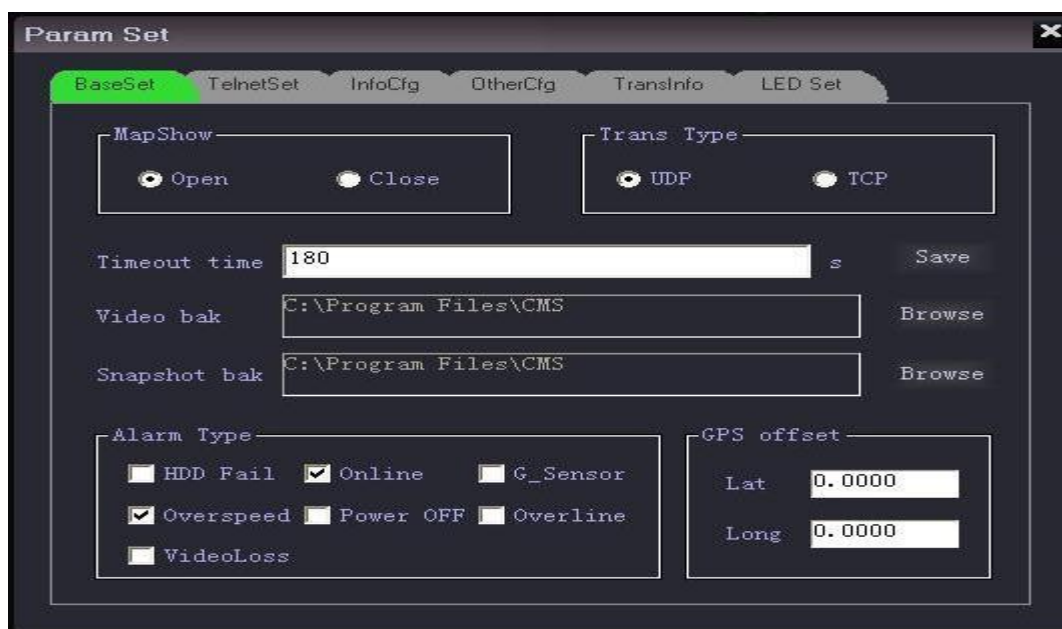 Param Set
BaseSet TelnetSet InfoCfg OtherCfg TransInfo LED Set
MapShow Trans Type
Open Close UDP TCP
Timeout time 180 s Save
Video bak C:\Program Files\CMS Browse
Snapshot bak C:\Program Files\CMS Browse
Alarm Type GPS offset
HDD Fail Online G_Sensor Lat 0.0000
Overspeed Power OFF Overline Long 0.0000
VideoLoss